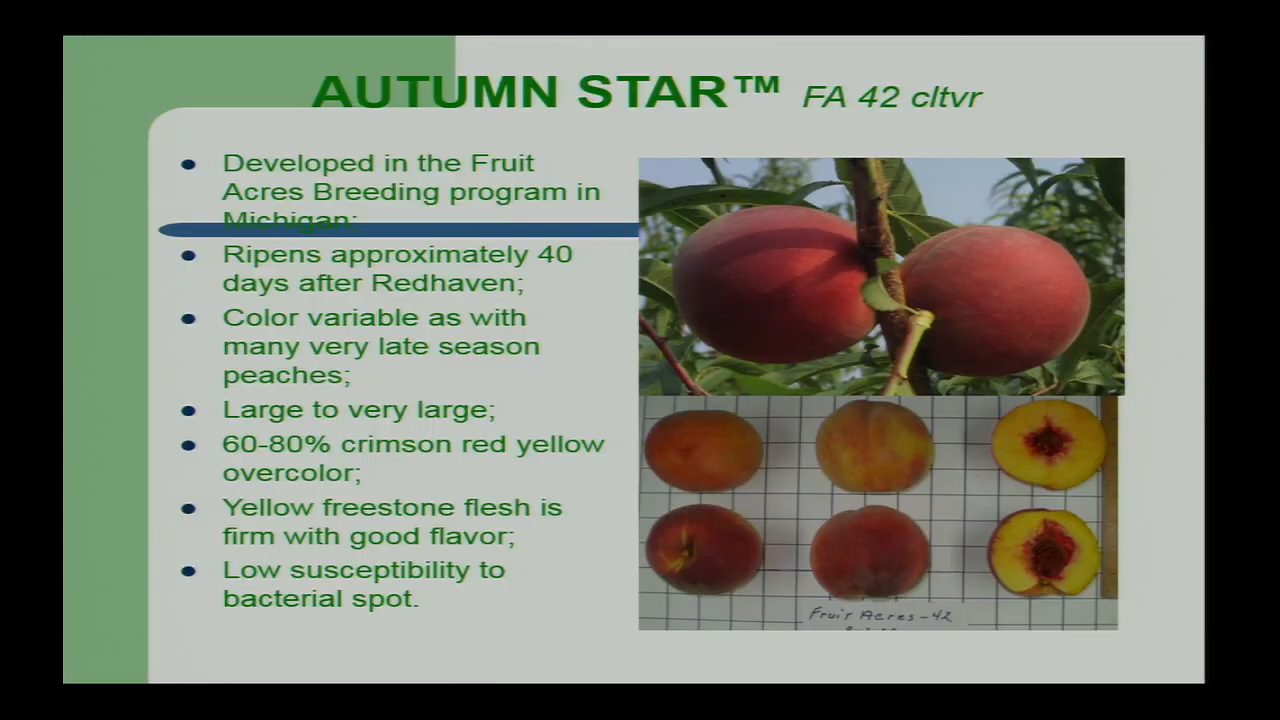 AUTUMN STAR™ FA 42 cltvr
Developed in the Fruit
Acres Breeding program in
Michigan;
Ripens approximately 40
days after Redhaven;
Color variable as with
many very late season
peaches;
Large to very large;
60-80% crimson red yellow
overcolor;
Yellow freestone flesh is
firm with good flavor;
Low susceptibility to
bacterial spot.
Fruit Acres-42